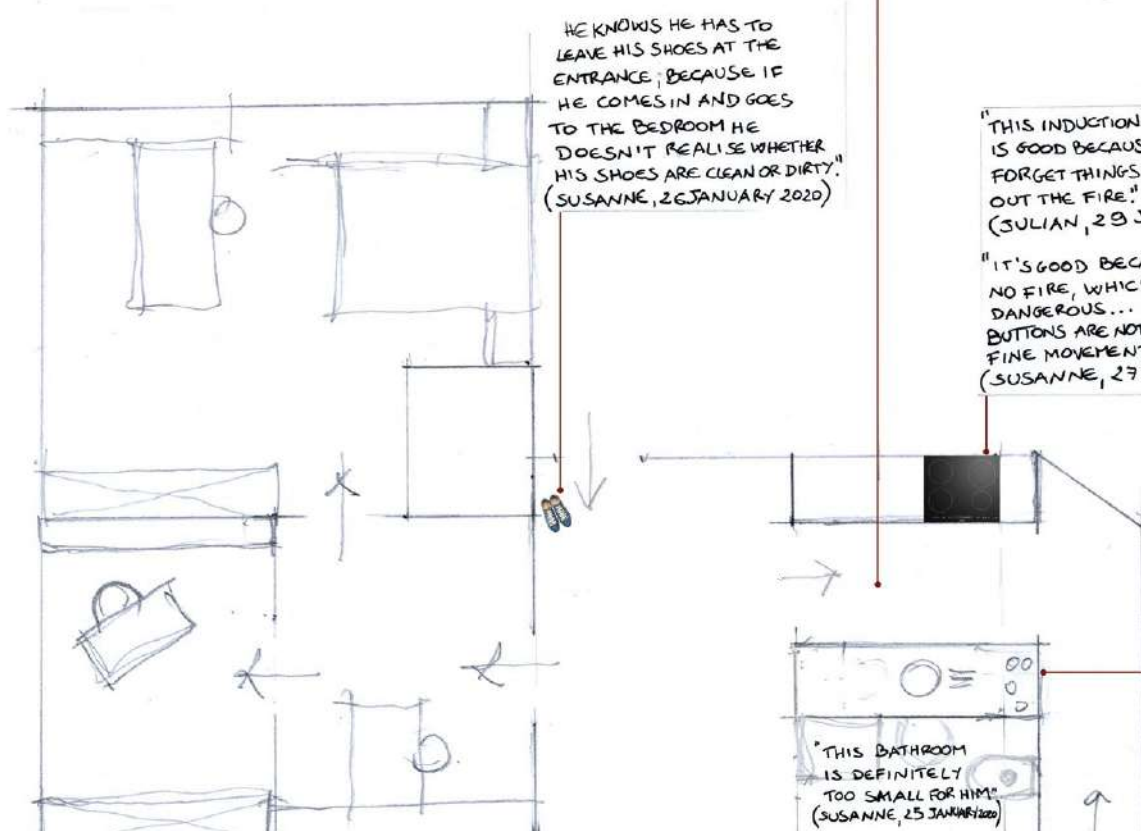 HE KNOWS HE HAS TO
LEAVE HIS SHOES AT THE
ENTRANCE; BECAUSE IF
HE COMES IN AND GOES
TO THE BEDROOM HE
DOESN'T REALISE WHETHER
HIS SHOES ARE CLEAN OR DIRTY."
(SUSANNE, 26 JANUARY 2020)
"THIS INDUCTION
IS GOOD BECAUS
FORGET THINGS
OUT THE FIRE."
(JULIAN, 29 J
"IT'S GOOD BECA
NO FIRE, WHIC
DANGEROUS...
BUTTONS ARE NOT
FINE MOVEMENT
(SUSANNE, 27
"THIS BATHROOM
IS DEFINITELY
TOO SMALL FOR HIM"
(SUSANNE, 25 JANUARY 2020)